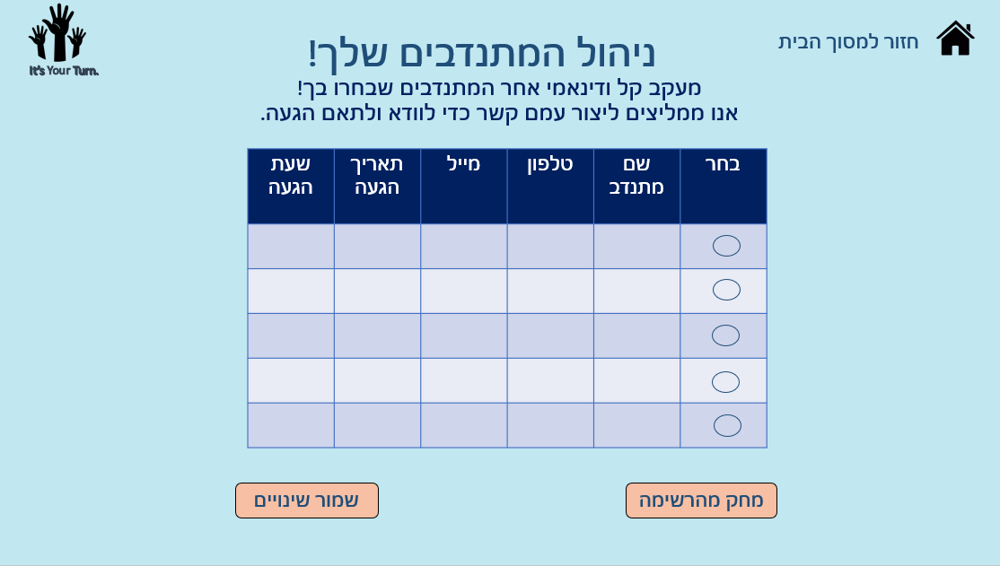 It's Your Turn.
חזור למסוך הבית
ניהול המתנדבים שלך!
מעקב קל ודינאמי אחר המתנדבים שבחרו בך!
אנו ממליצים ליצור עמם קשר כדי לוודא ולתאם הגעה.
בחר
שם
מתנדב
טלפון
מייל
תאריך
הגעה
שעת
הגעה
מחק מהרשימה
שמור שינויים